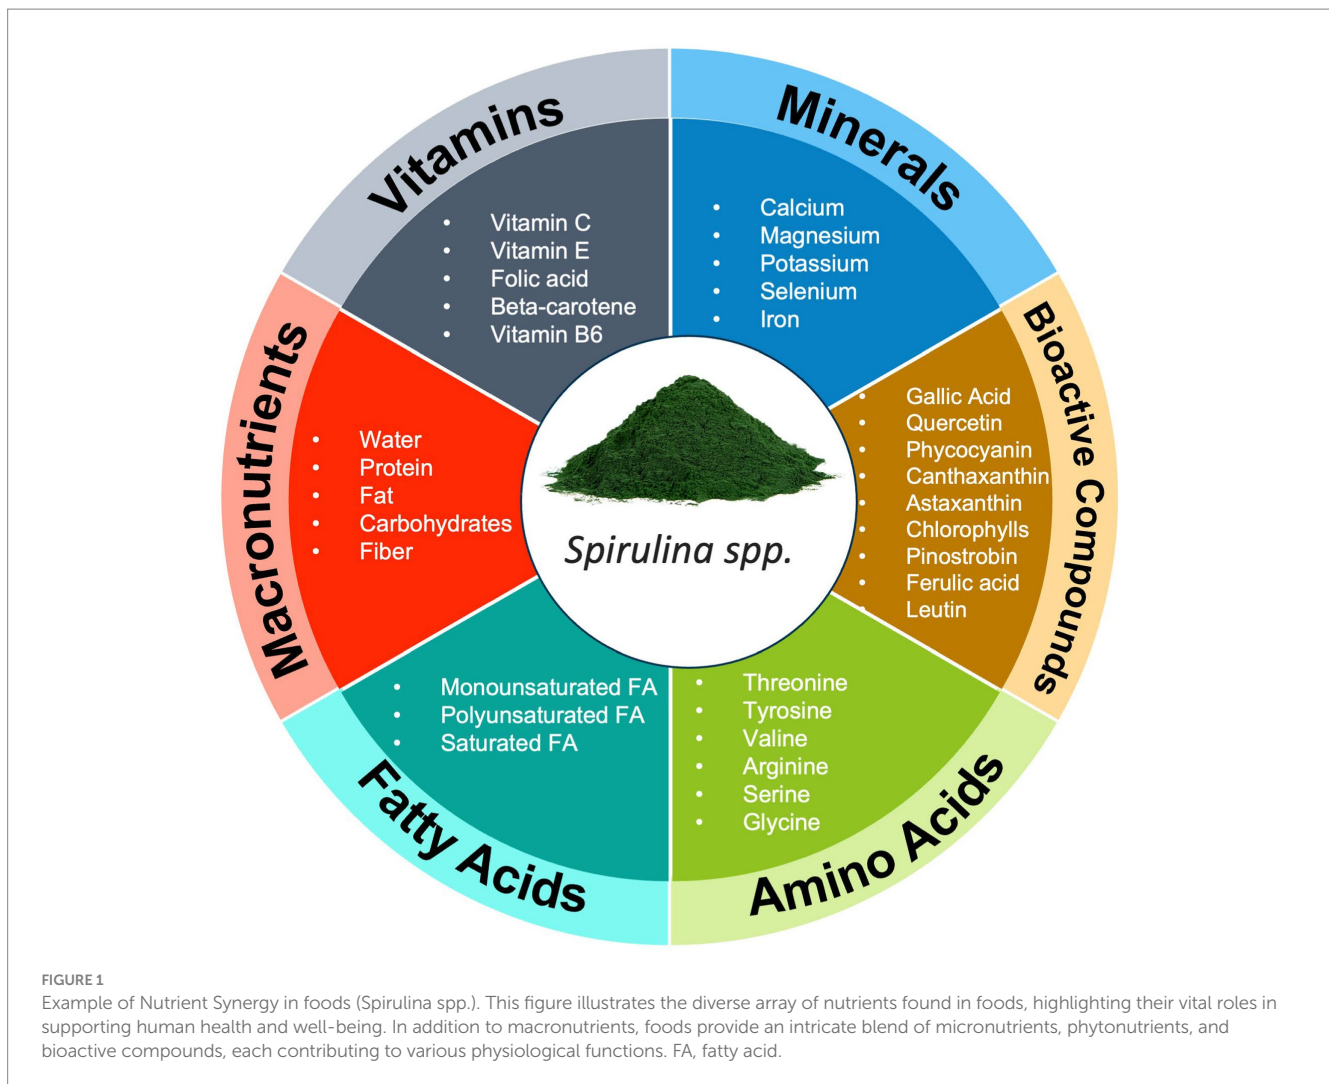 Vitamins
• Vitamin C
• Vitamin E
• Folic acid
• Beta-carotene
• Vitamin B6
Minerals
• Calcium
• Magnesium
• Potassium
• Selenium
• Iron
Bioactive Compounds
• Gallic Acid
• Quercetin
• Phycocyanin
• Canthaxanthin
• Astaxanthin
• Chlorophylls
• Pinostrobin
• Ferulic acid
• Leutin
Amino Acids
• Threonine
• Tyrosine
• Valine
• Arginine
• Serine
• Glycine
Fatty Acids
• Monounsaturated FA
• Polyunsaturated FA
• Saturated FA
Macronutrients
• Water
• Protein
• Fat
• Carbohydrates
• Fiber
Spirulina spp.
FIGURE 1
Example of Nutrient Synergy in foods (Spirulina spp.). This figure illustrates the diverse array of nutrients found in foods, highlighting their vital roles in
supporting human health and well-being. In addition to macronutrients, foods provide an intricate blend of micronutrients, phytonutrients, and
bioactive compounds, each contributing to various physiological functions. FA, fatty acid.